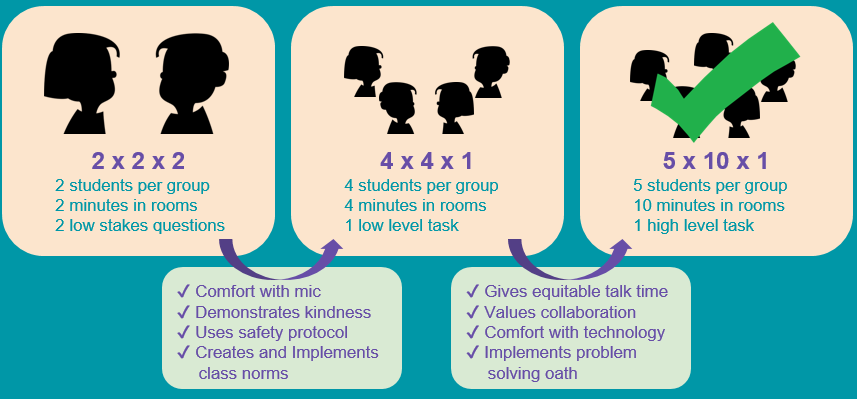 2 x 2 x 2
2 students per group
2 minutes in rooms
2 low stakes questions
4 x 4 x 1
4 students per group
4 minutes in rooms
1 low level task
5 x 10 x 1
5 students per group
10 minutes in rooms
1 high level task
✓ Comfort with mic
✓ Demonstrates kindness
✓ Uses safety protocol
✓ Creates and Implements
class norms
✓ Gives equitable talk time
✓ Values collaboration
✓ Comfort with technology
✓ Implements problem
solving oath